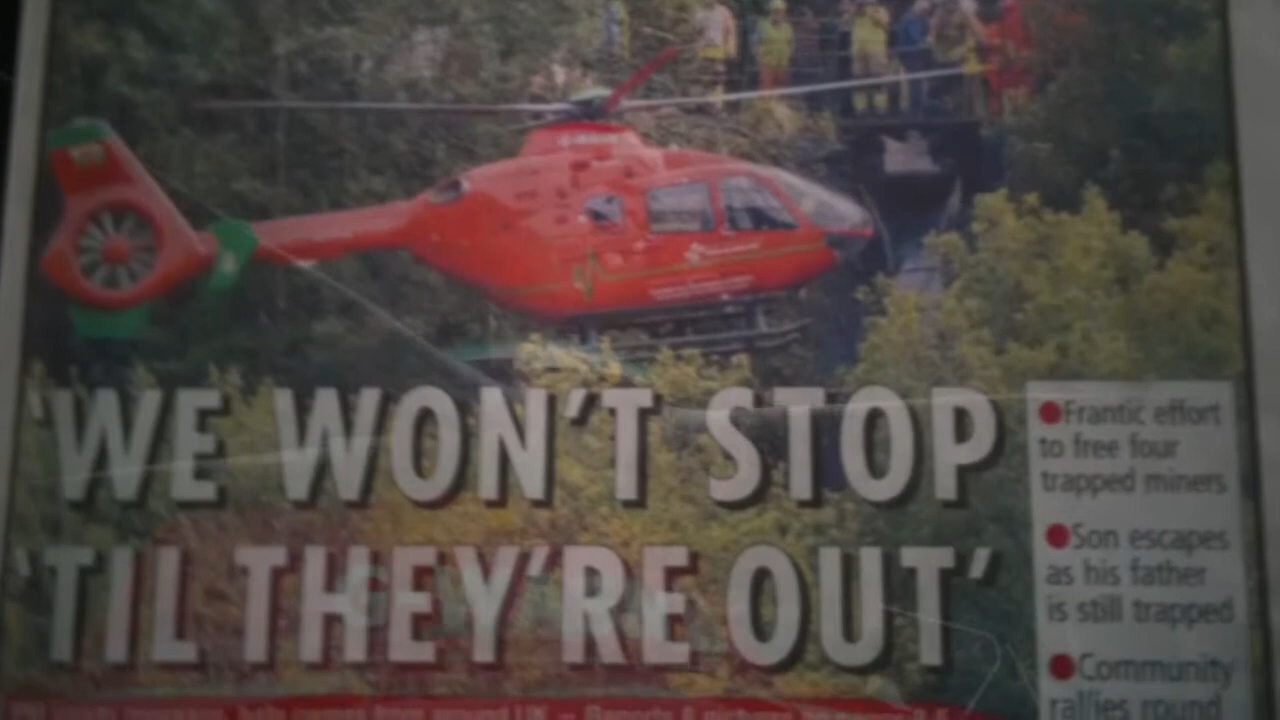 'WE WON'T STOP
'TIL THEY'RE OUT'
Frantic effort
to free four
trapped miners
Son escapes
as his father
is still trapped
Community
rallies round